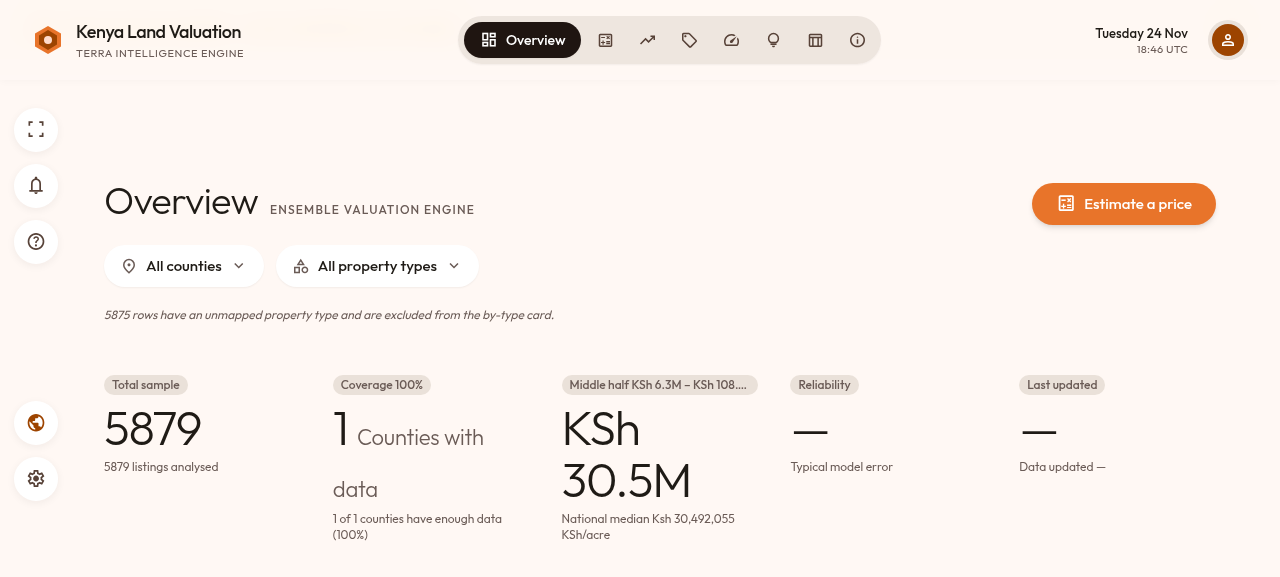 Kenya Land Valuation
TERRA INTELLIGENCE ENGINE
Overview
Tuesday 24 Nov
18:46 UTC
Overview ENSEMBLE VALUATION ENGINE
Estimate a price
All counties
All property types
5875 rows have an unmapped property type and are excluded from the by-type card.
Total sample
5879
5879 listings analysed
Coverage 100%
1 Counties with
data
1 of 1 counties have enough data
(100%)
Middle half KSh 6.3M – KSh 108....
KSh
30.5M
National median Ksh 30,492,055
KSh/acre
Reliability
—
Typical model error
Last updated
—
Data updated —